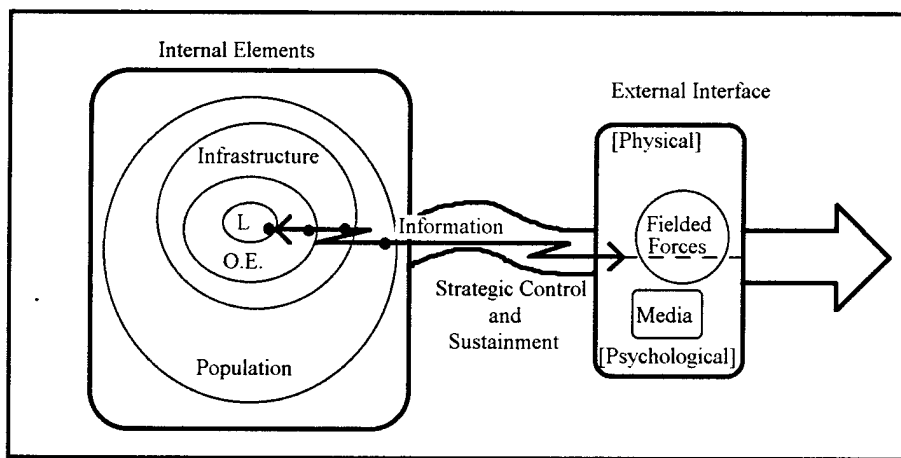 Internal Elements
External Interface
[Physical]
Infrastructure
L
O.E.
Information
Fielded
Forces
Strategic Control
and
Sustainment
Media
[Psychological]
Population